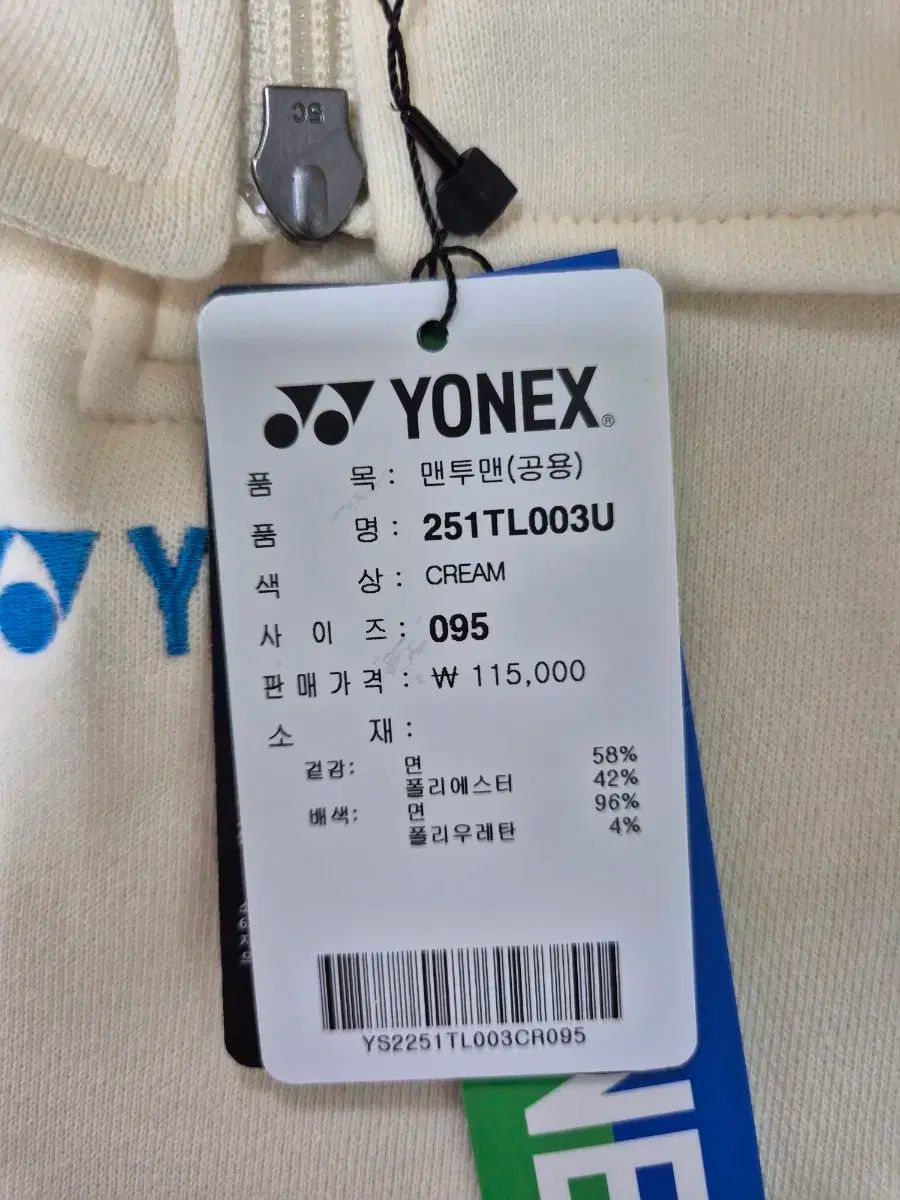 5C
YONEX®
품 목 : 맨투맨(공용)
품 명 : 251TL003U
색 상 : CREAM
사 이 즈 : 095
판 매 가 격 : ₩ 115,000
소 재 :
겉감: 면 58%
폴리에스터 42%
배색: 면 96%
폴리우레탄 4%
YS2251TL003CR095
Y
NE